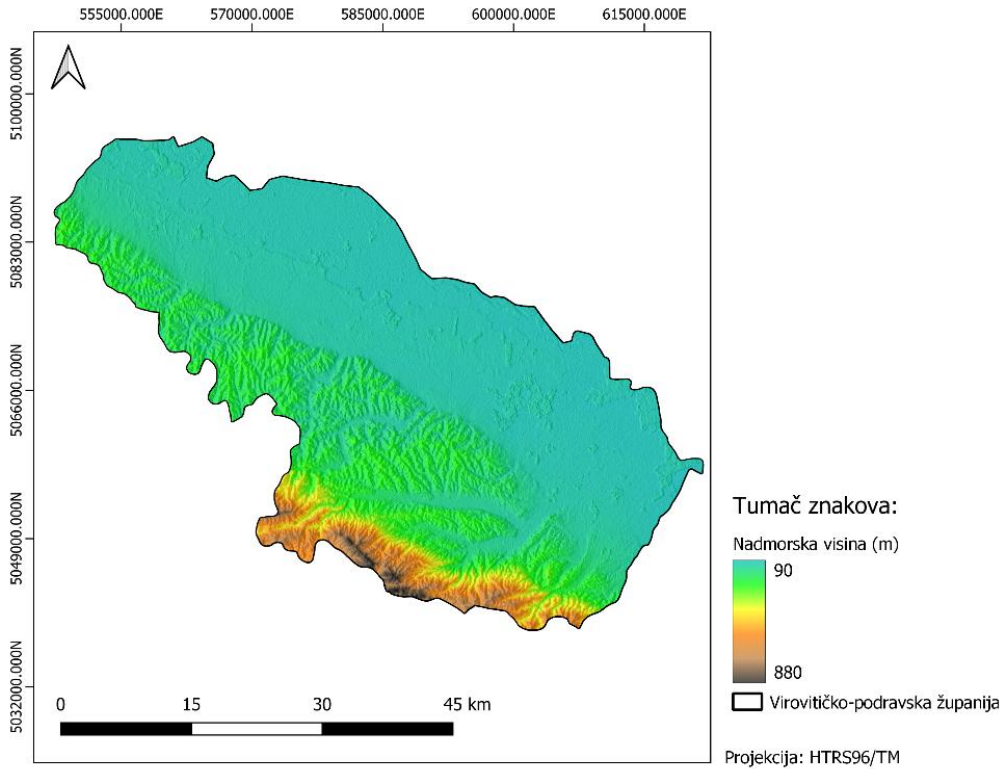 555000.000E 570000.000E 585000.000E 600000.000E 615000.000E
5100000.000N
5083000.000N
5066000.000N
5049000.000N
5032000.000N
0 15 30 45 km
Tumač znakova:
Nadmorska visina (m)
90
880
Virovitičko-podravska županija
Projekcija: HTRS96/TM